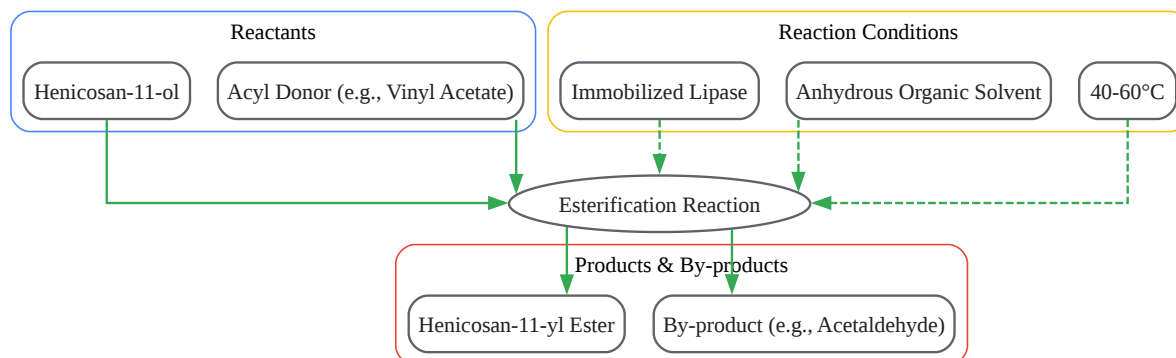 Reactants
Reaction Conditions
Henicosan-11-ol
Acyl Donor (e.g., Vinyl Acetate)
Immobilized Lipase
Anhydrous Organic Solvent
40-60°C
Esterification Reaction
Products & By-products
Henicosan-11-yl Ester
By-product (e.g., Acetaldehyde)